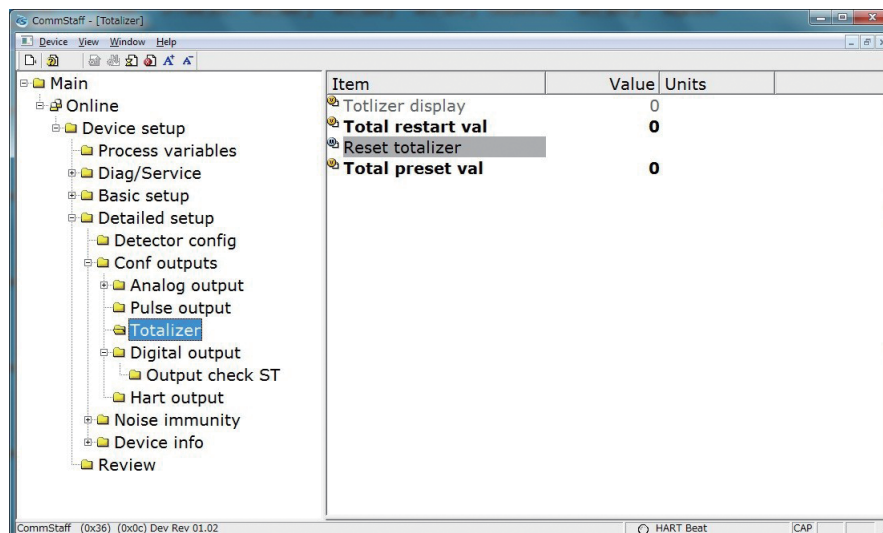 CommStaff - [Totalizer]
Device View Window Help
Main
Online
Device setup
Process variables
Diag/Service
Basic setup
Detailed setup
Detector config
Conf outputs
Analog output
Pulse output
Totalizer
Digital output
Output check ST
Hart output
Noise immunity
Device info
Review
Item Value Units
Totlizer display 0
Total restart val 0
Reset totalizer
Total preset val 0
CommStaff (0x36) (0x0c) Dev Rev 01.02 HART Beat CAP